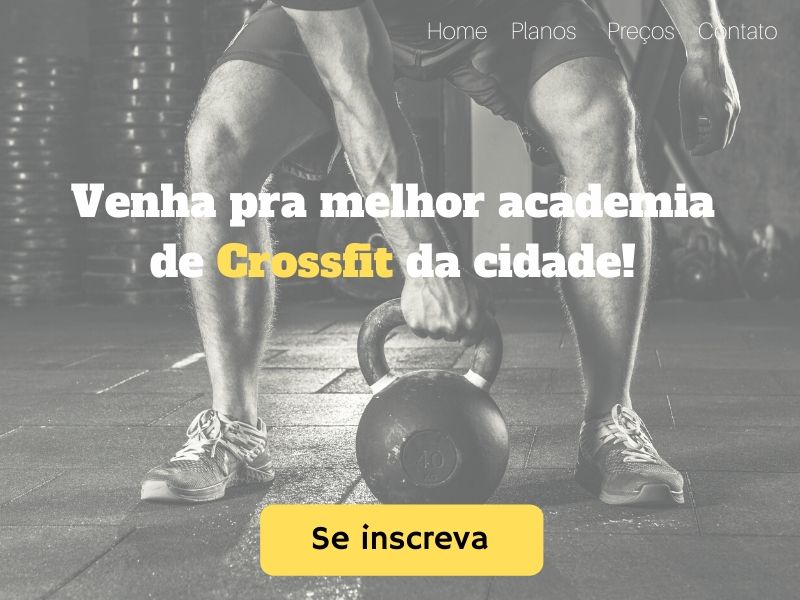 Home Planos Preços Contato
Venha pra melhor academia
de Crossfit da cidade!
40
Se inscreva